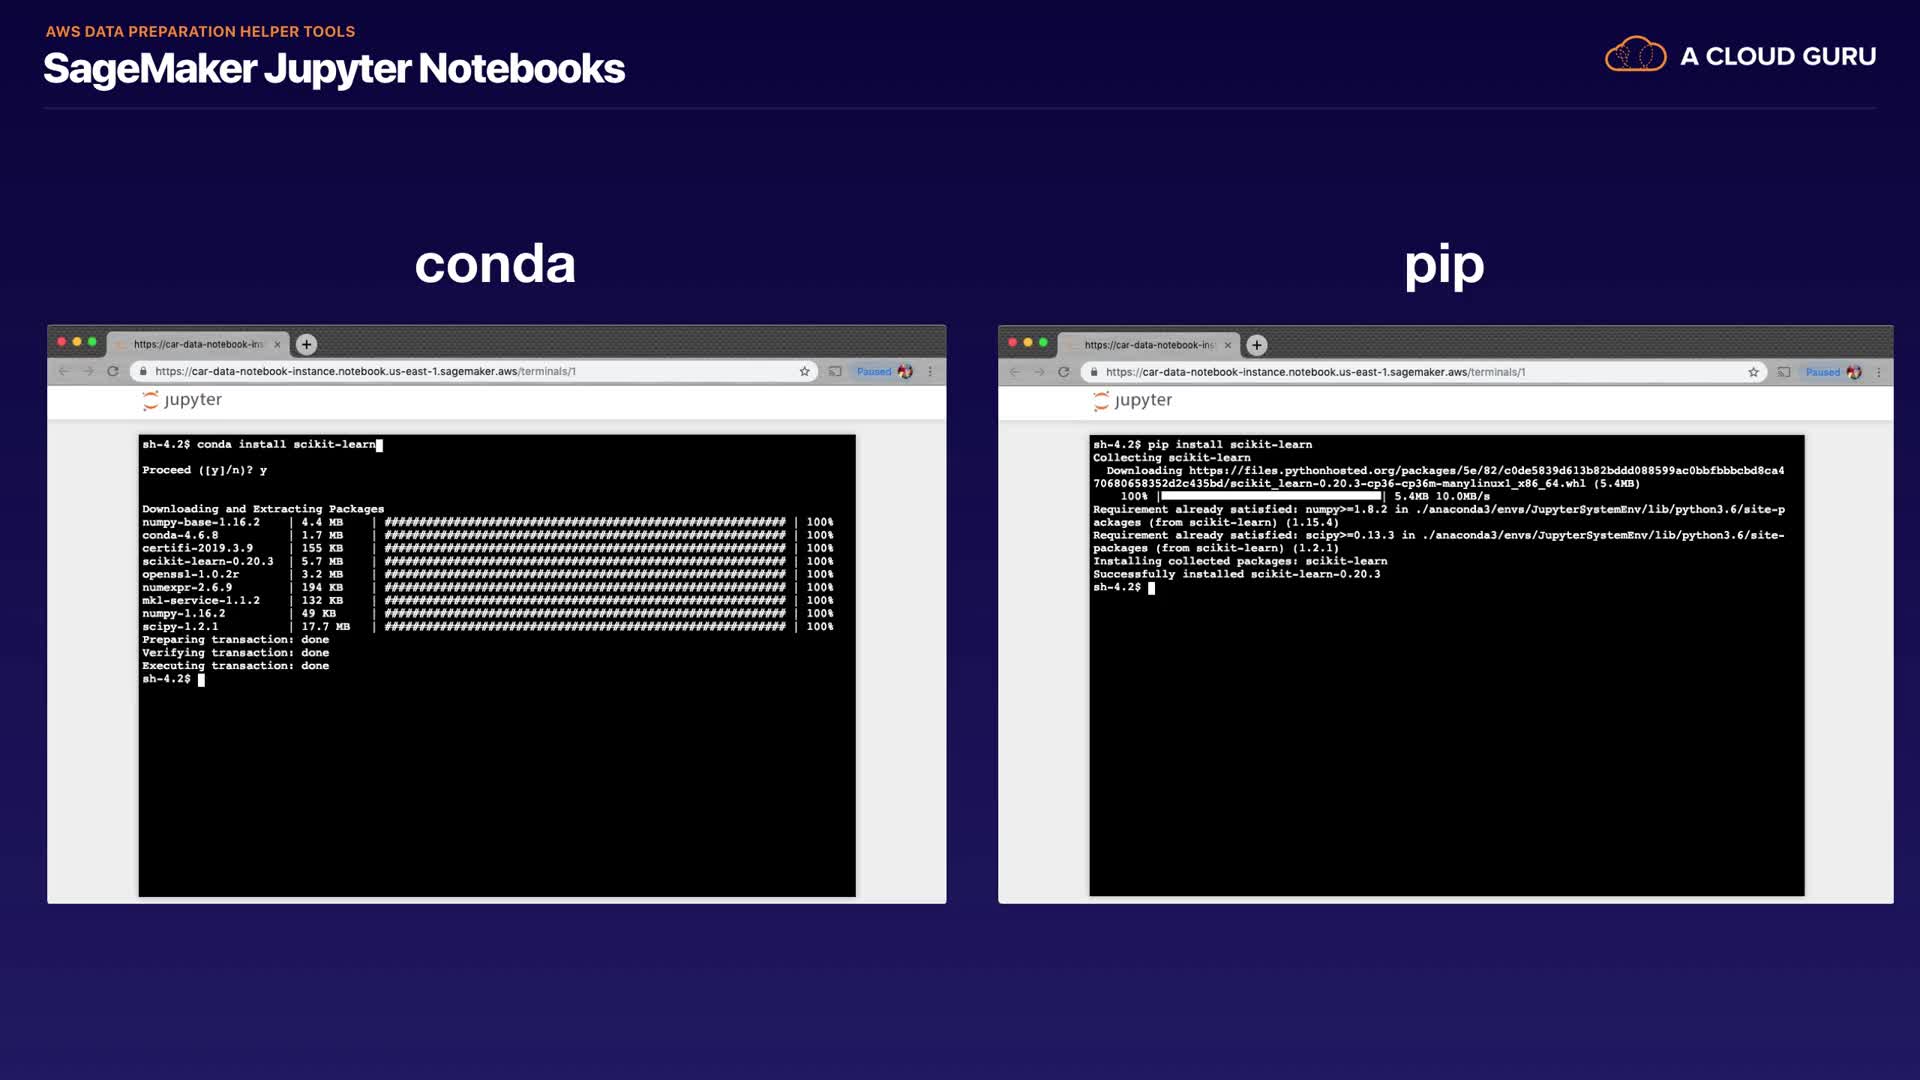 AWS DATA PREPARATION HELPER TOOLS
SageMaker Jupyter Notebooks
A CLOUD GURU
conda
https://car-data-notebook-ins
https://car-data-notebook-instance.notebook.us-east-1.sagemaker.aws/terminals/1
Paused
jupyter
sh-4.2$ conda install scikit-learn
Proceed ([y]/n)? y
Downloading and Extracting Packages
numpy-base-1.16.2 | 4.4 MB | ########################################################## | 100%
conda-4.6.8 | 1.7 MB | ########################################################## | 100%
certifi-2019.3.9 | 155 KB | ########################################################## | 100%
scikit-learn-0.20.3 | 5.7 MB | ########################################################## | 100%
openssl-1.0.2r | 3.2 MB | ########################################################## | 100%
numexpr-2.6.9 | 194 KB | ########################################################## | 100%
mkl-service-1.1.2 | 132 KB | ########################################################## | 100%
numpy-1.16.2 | 49 KB | ########################################################## | 100%
scipy-1.2.1 | 17.7 MB | ########################################################## | 100%
Preparing transaction: done
Verifying transaction: done
Executing transaction: done
sh-4.2$
pip
https://car-data-notebook-ins
https://car-data-notebook-instance.notebook.us-east-1.sagemaker.aws/terminals/1
Paused
jupyter
sh-4.2$ pip install scikit-learn
Collecting scikit-learn
Downloading https://files.pythonhosted.org/packages/5e/82/c0de5839d613b82bddd088599ac0bbfbbbcbd8ca4
70680658352d2c435bd/scikit_learn-0.20.3-cp36-cp36m-manylinux1_x86_64.whl (5.4MB)
100% |████████████████████████████████| 5.4MB 10.0MB/s
Requirement already satisfied: numpy>=1.8.2 in ./anaconda3/envs/JupyterSystemEnv/lib/python3.6/site-p
ackages (from scikit-learn) (1.15.4)
Requirement already satisfied: scipy>=0.13.3 in ./anaconda3/envs/JupyterSystemEnv/lib/python3.6/site-
packages (from scikit-learn) (1.2.1)
Installing collected packages: scikit-learn
Successfully installed scikit-learn-0.20.3
sh-4.2$